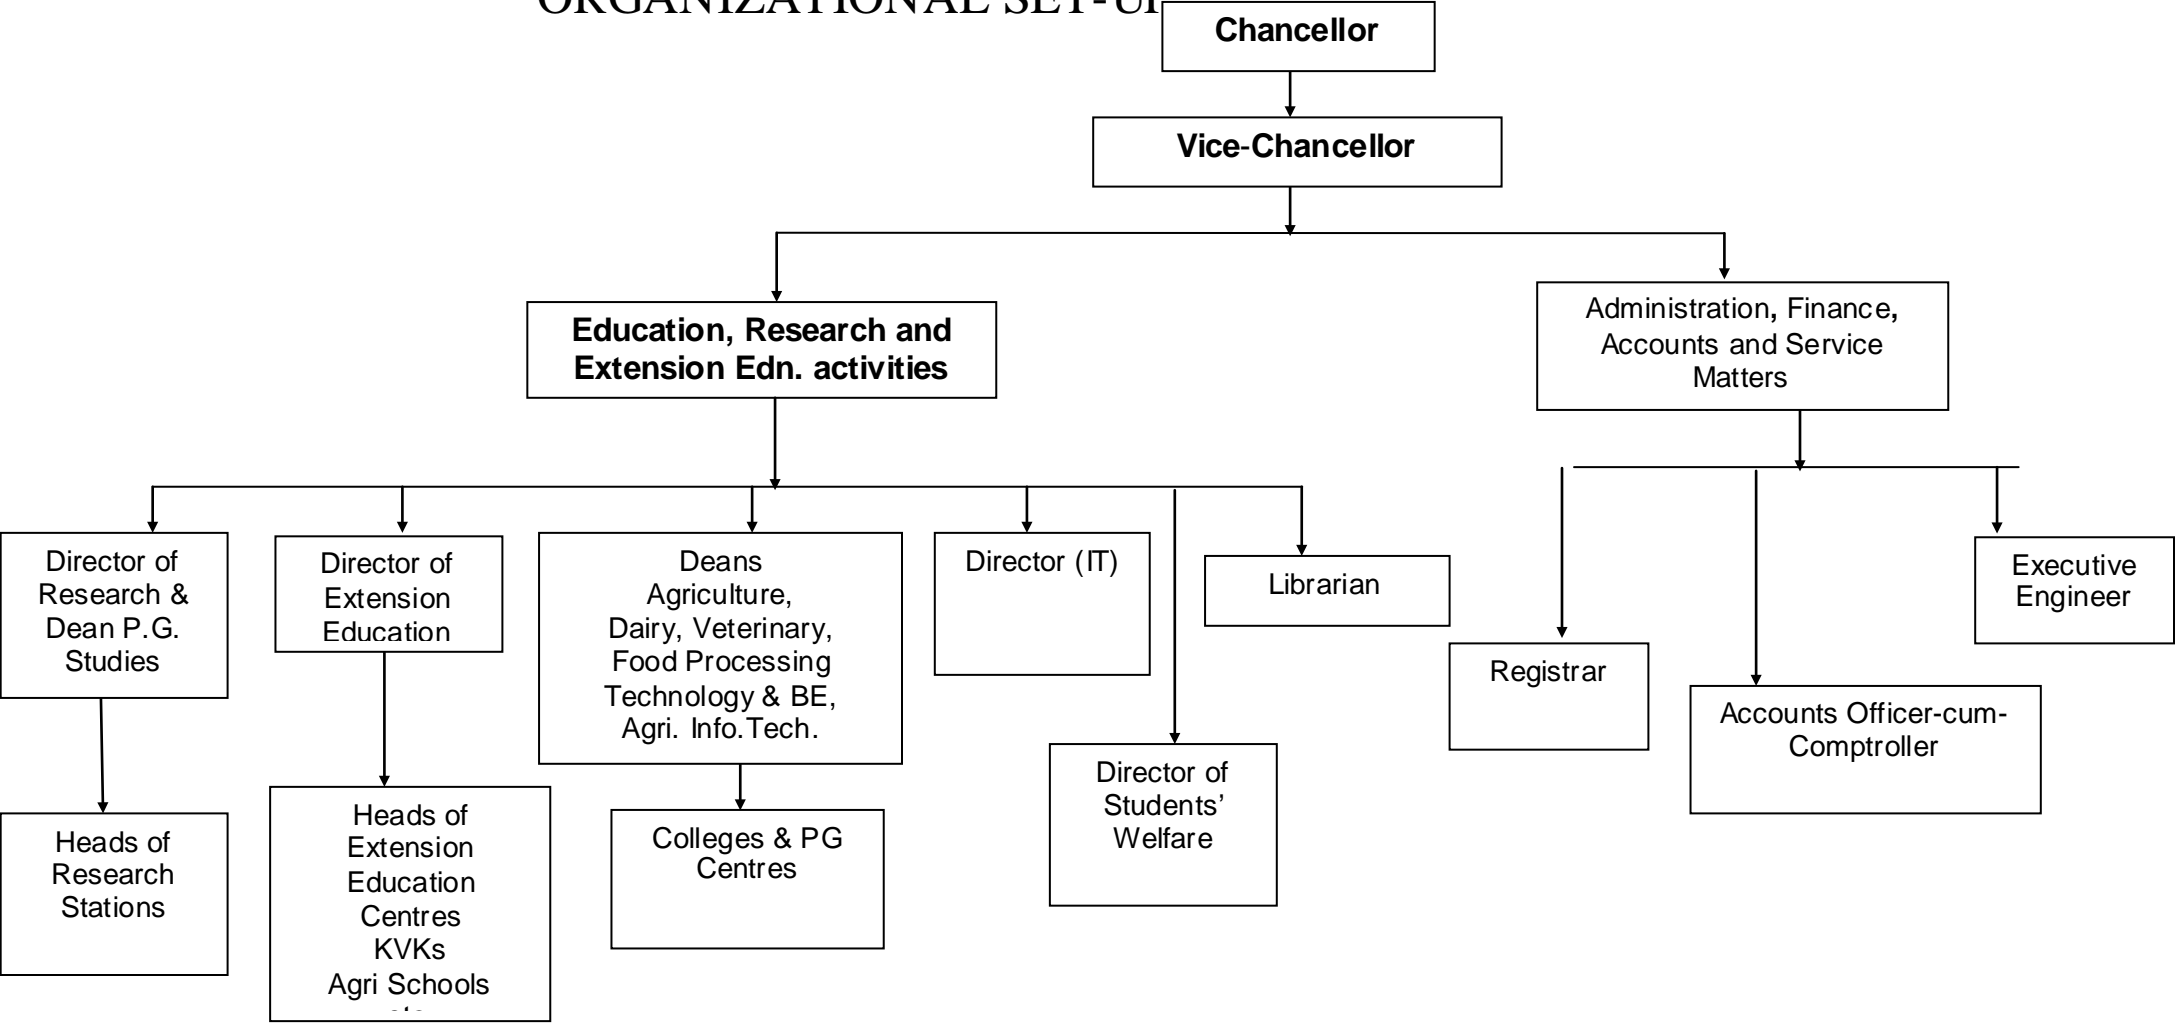 ORGANIZATIONAL SET-UP
Chancellor
Vice-Chancellor
Education, Research and
Extension Edn. activities
Administration, Finance,
Accounts and Service
Matters
Director of
Research &
Dean P.G.
Studies
Director of
Extension
Education
Deans
Agriculture,
Dairy, Veterinary,
Food Processing
Technology & BE,
Agri. Info.Tech.
Director (IT)
Librarian
Executive
Engineer
Registrar
Accounts Officer-cum-
Comptroller
Director of
Students’
Welfare
Heads of
Research
Stations
Heads of
Extension
Education
Centres
KVKs
Agri Schools
Colleges & PG
Centres